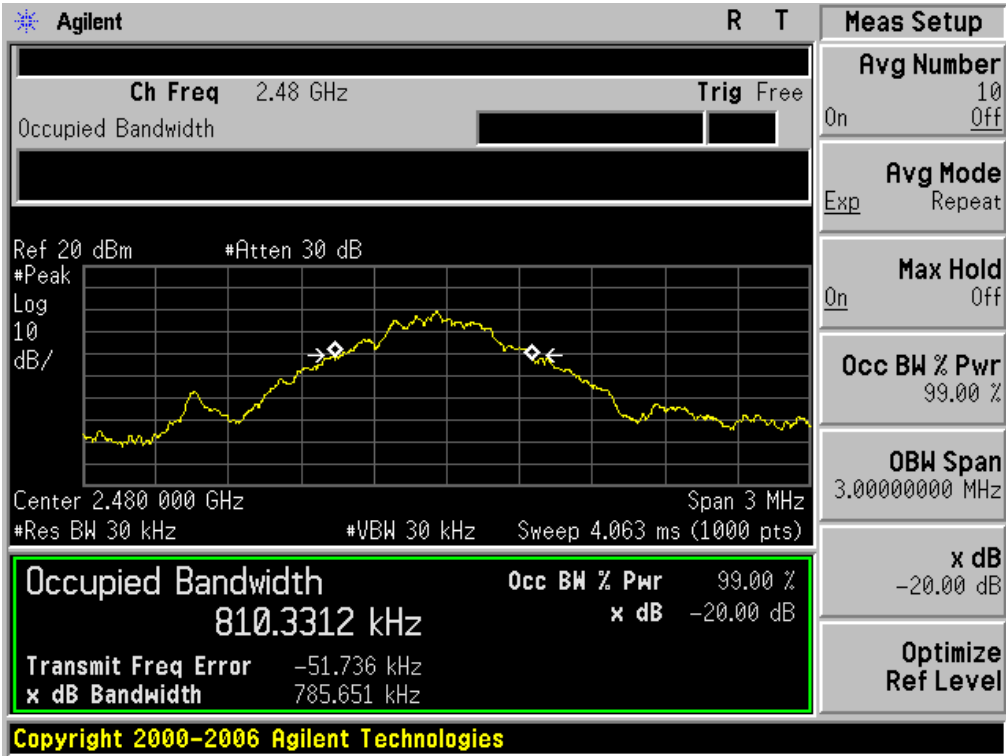 Agilent R T
Ch Freq 2.48 GHz Trig Free
Occupied Bandwidth
Ref 20 dBm #Atten 30 dB
#Peak
Log
10
dB/
Center 2.480 000 GHz Span 3 MHz
#Res BW 30 kHz #VBW 30 kHz Sweep 4.063 ms (1000 pts)
Occupied Bandwidth Occ BW % Pwr 99.00 %
810.3312 kHz x dB -20.00 dB
Transmit Freq Error -51.736 kHz
x dB Bandwidth 785.651 kHz
Copyright 2000-2006 Agilent Technologies
Meas Setup
Avg Number
10
On Off
Avg Mode
Exp Repeat
Max Hold
On Off
Occ BW % Pwr
99.00 %
OBW Span
3.00000000 MHz
x dB
-20.00 dB
Optimize
Ref Level